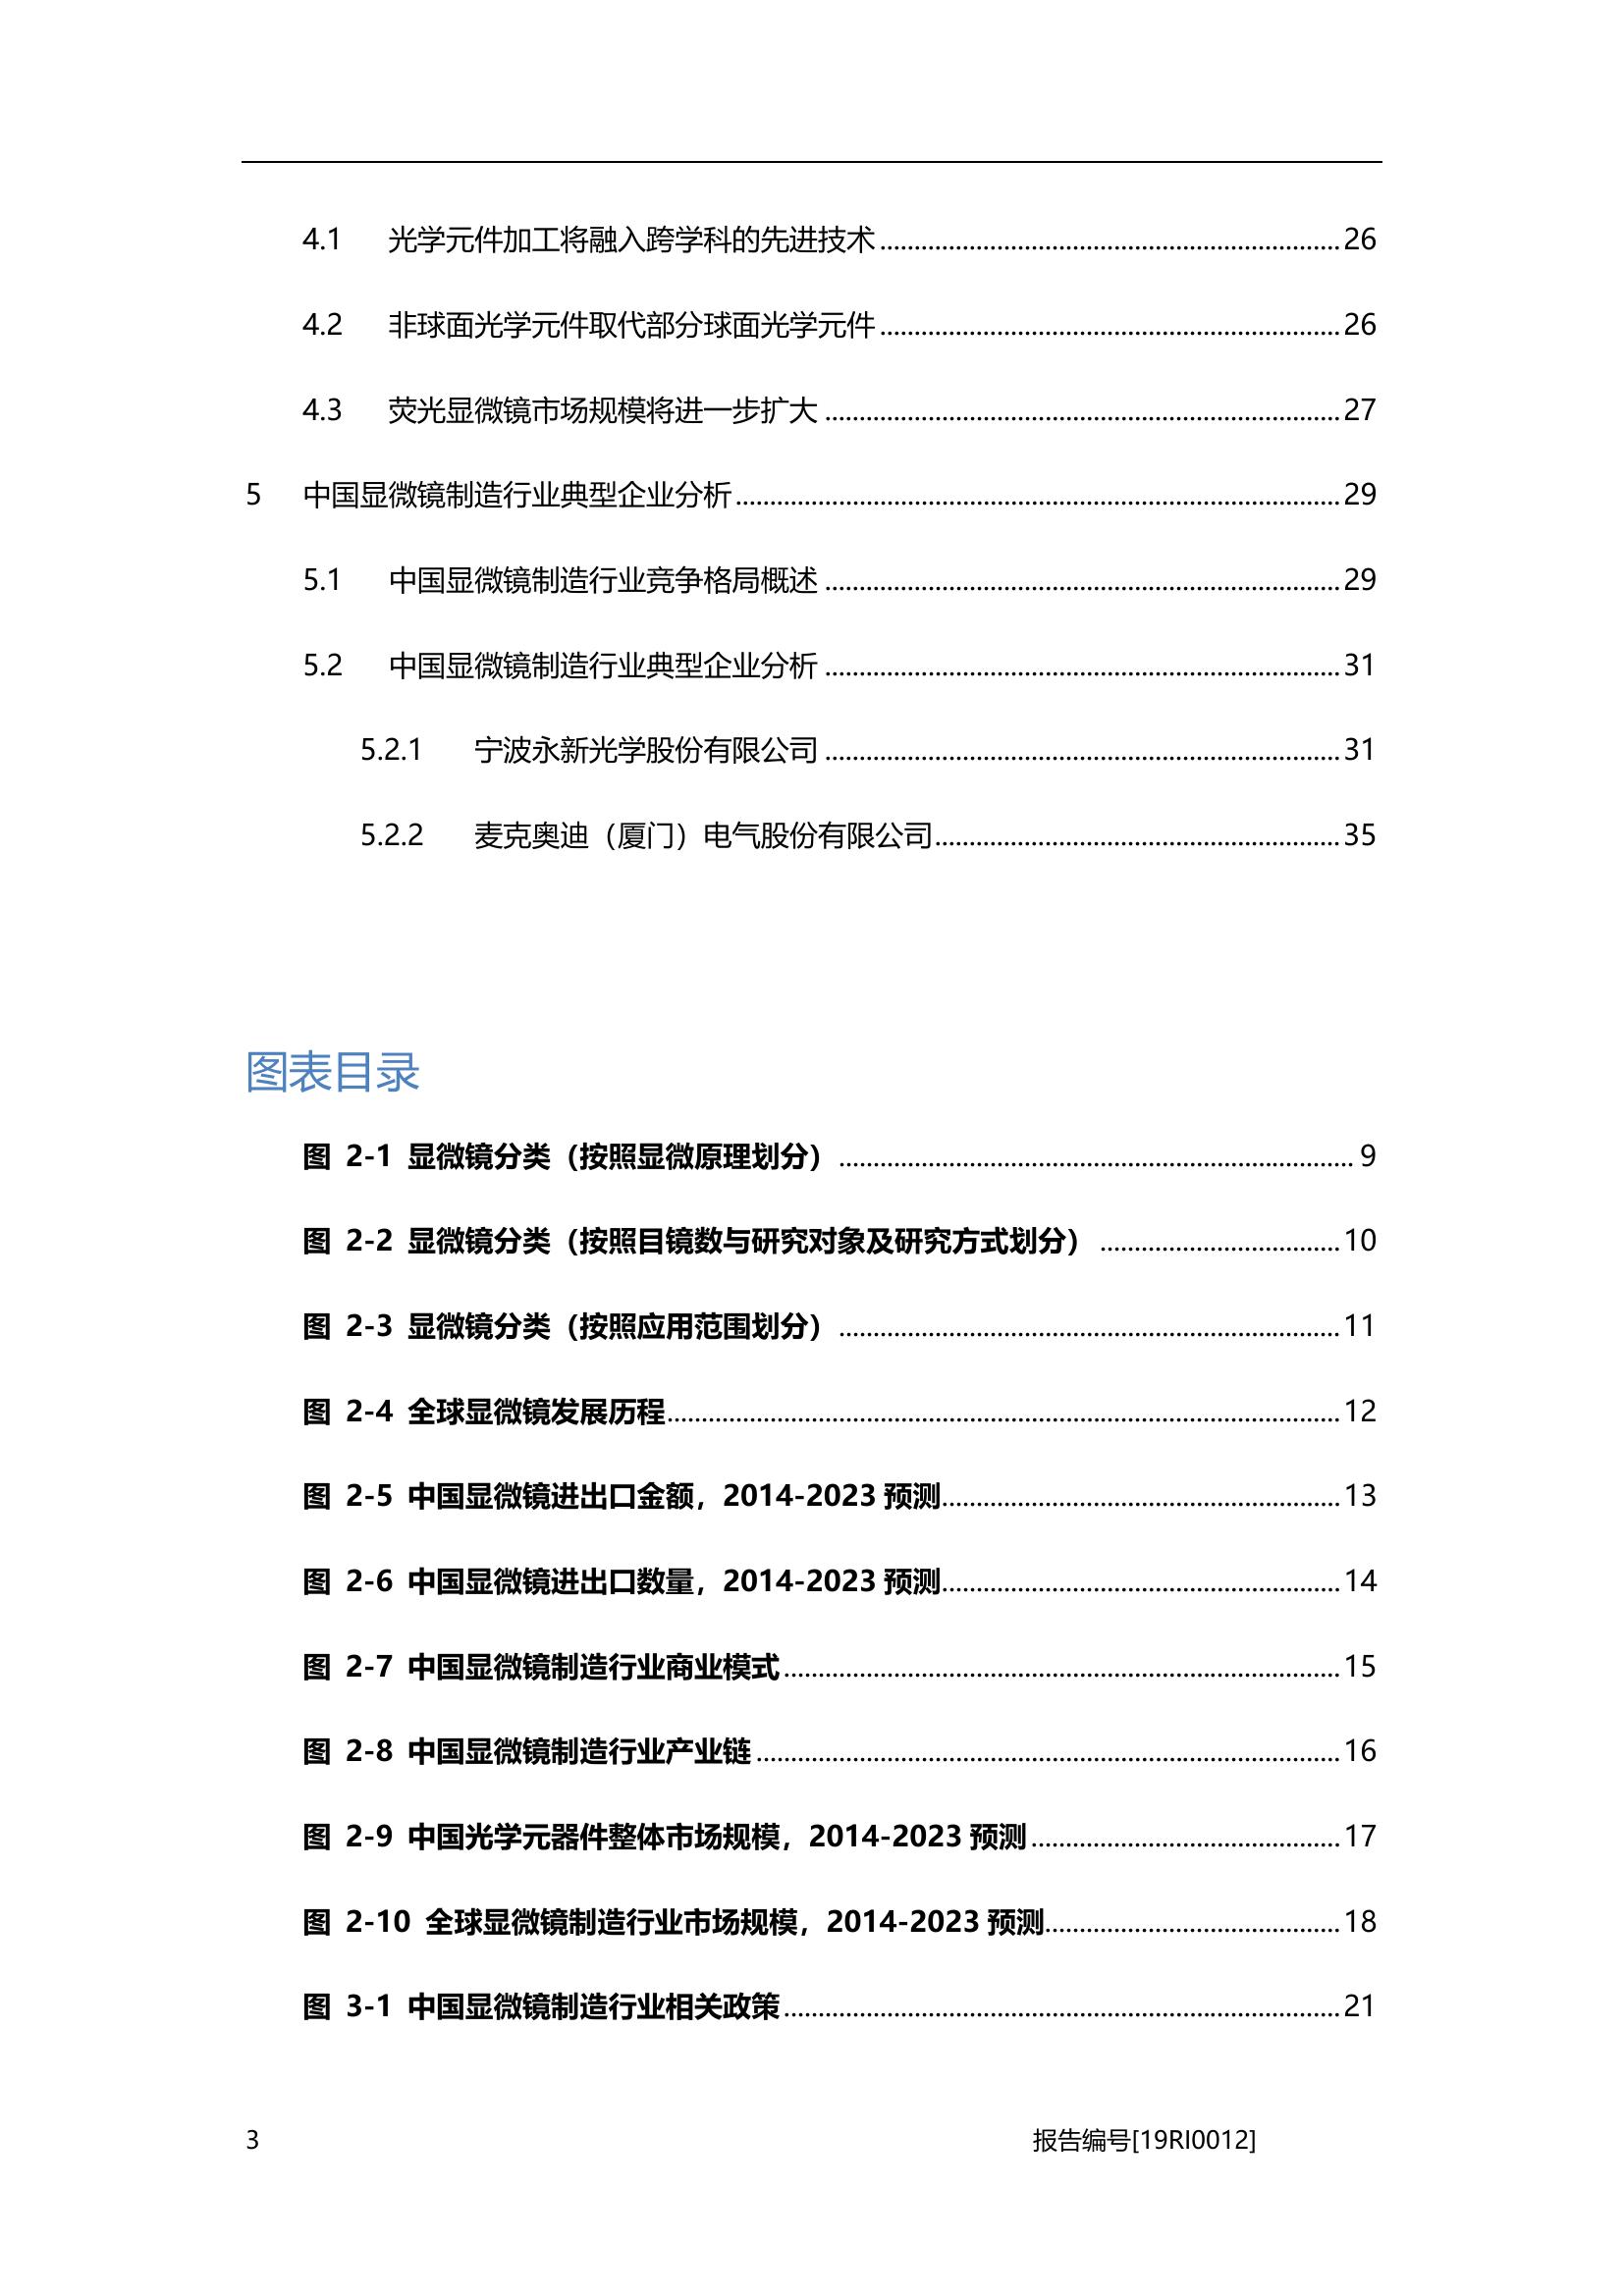 4.1 光学元件加工将融入跨学科的先进技术 26
4.2 非球面光学元件取代部分球面光学元件 26
4.3 荧光显微镜市场规模将进一步扩大 27
5 中国显微镜制造行业典型企业分析 29
5.1 中国显微镜制造行业竞争格局概述 29
5.2 中国显微镜制造行业典型企业分析 31
5.2.1 宁波永新光学股份有限公司 31
5.2.2 麦克奥迪（厦门）电气股份有限公司 35
图表目录
图 2-1 显微镜分类（按照显微原理划分） 9
图 2-2 显微镜分类（按照目镜数与研究对象及研究方式划分） 10
图 2-3 显微镜分类（按照应用范围划分） 11
图 2-4 全球显微镜发展历程 12
图 2-5 中国显微镜进出口金额，2014-2023 预测 13
图 2-6 中国显微镜进出口数量，2014-2023 预测 14
图 2-7 中国显微镜制造行业商业模式 15
图 2-8 中国显微镜制造行业产业链 16
图 2-9 中国光学元器件整体市场规模，2014-2023 预测 17
图 2-10 全球显微镜制造行业市场规模，2014-2023 预测 18
图 3-1 中国显微镜制造行业相关政策 21
3 报告编号[19RI0012]